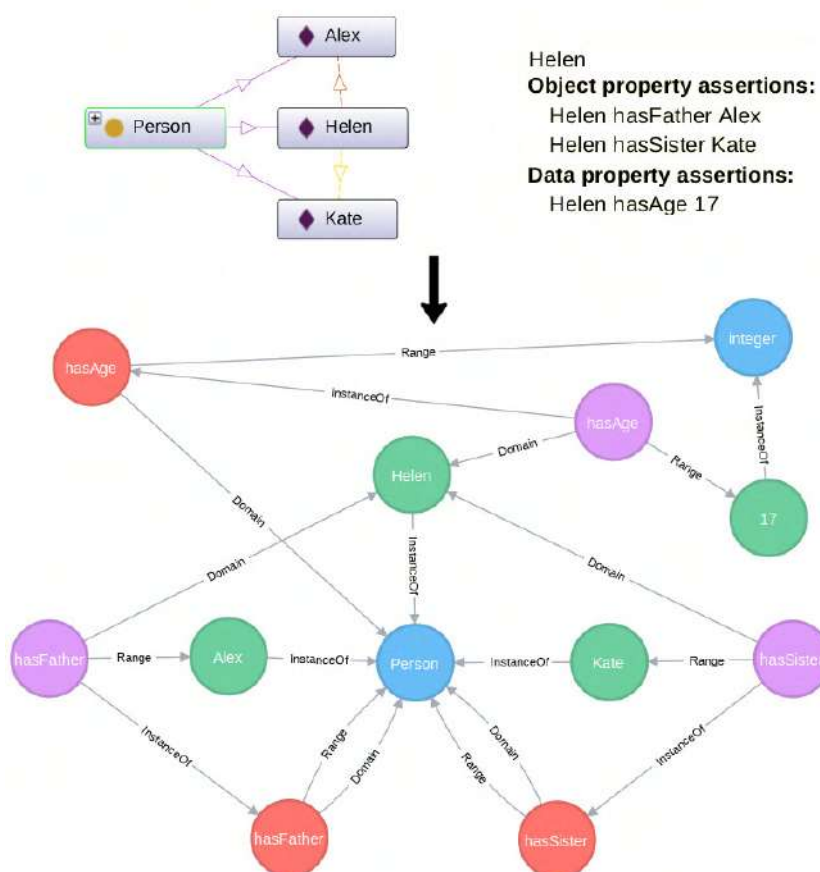 Alex
Person
Helen
Kate
Helen
Object property assertions:
Helen hasFather Alex
Helen hasSister Kate
Data property assertions:
Helen hasAge 17
integer
Range
hasAge
InstanceOf
hasAge
Domain
InstanceOf
Range
Helen
17
Domain
InstanceOf
Domain
Domain
hasFather
Range
Alex
InstanceOf
Person
InstanceOf
Kate
Range
hasSister
InstanceOf
Range
Domain
Domain
Range
InstanceOf
hasFather
hasSister